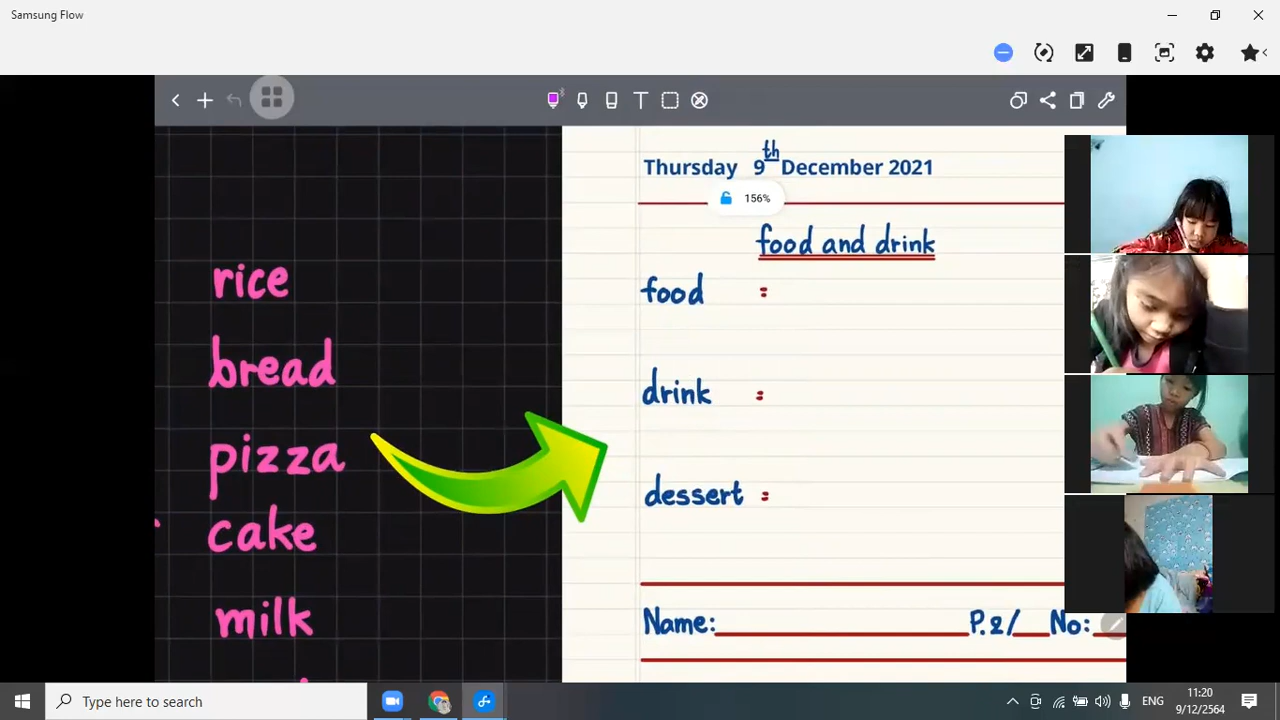 Samsung Flow
Thursday 9th December 2021
156%
food and drink
rice
food :
bread
drink :
pizza
dessert :
cake
milk
Name: P.2/ No:
Type here to search
ENG
11:20
9/12/2564